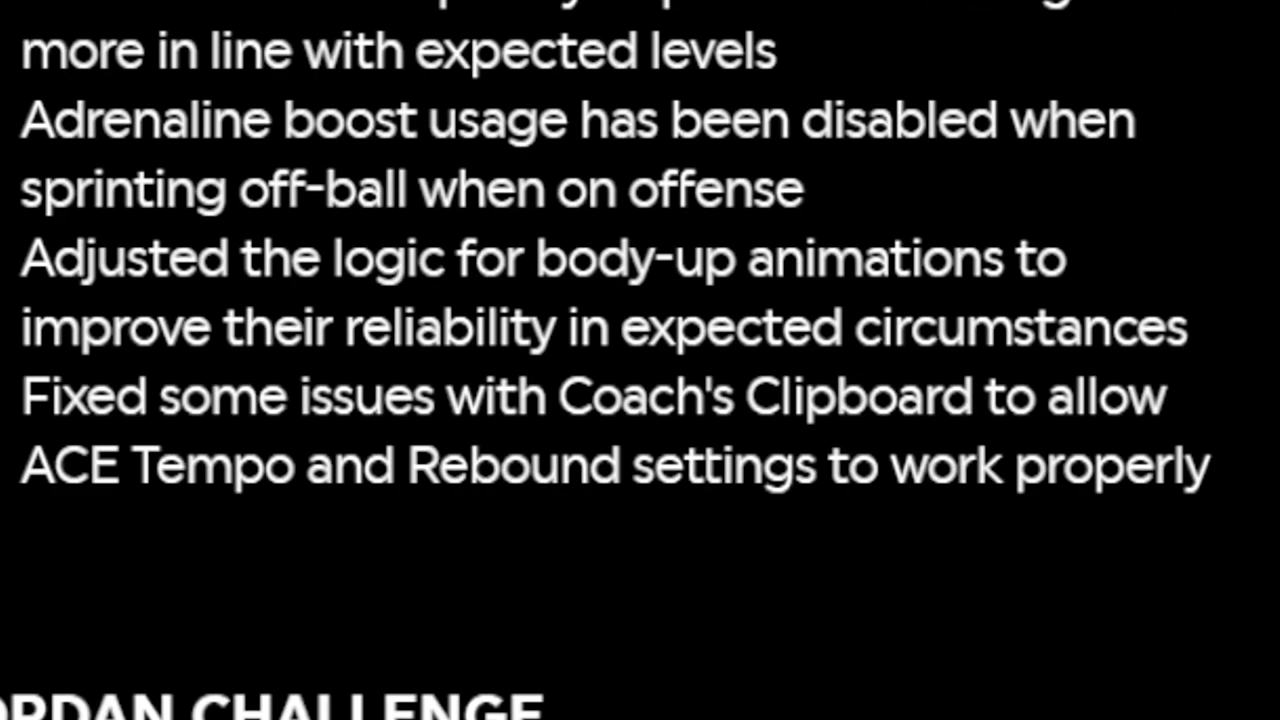 more in line with expected levels
Adrenaline boost usage has been disabled when
sprinting off-ball when on offense
Adjusted the logic for body-up animations to
improve their reliability in expected circumstances
Fixed some issues with Coach's Clipboard to allow
ACE Tempo and Rebound settings to work properly
CHALLENGE